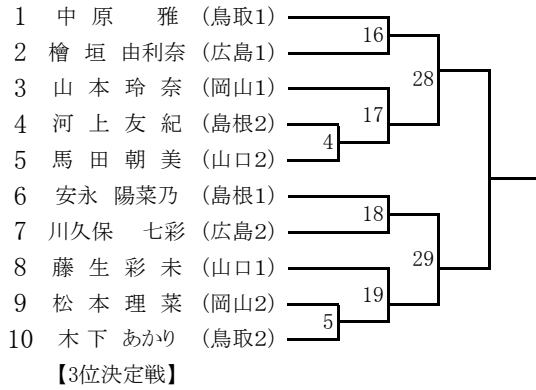 1 中原 雅 (鳥取1)
2 檜垣 由利奈 (広島1)
3 山本玲奈 (岡山1)
4 河上友紀 (島根2)
5 馬田朝美 (山口2)
6 安永 陽菜乃 (島根1)
7 川久保 七彩 (広島2)
8 藤生彩未 (山口1)
9 松本理菜 (岡山2)
10 木下 あかり (鳥取2)
16
28
17
4
18
29
19
5
【3位決定戦】